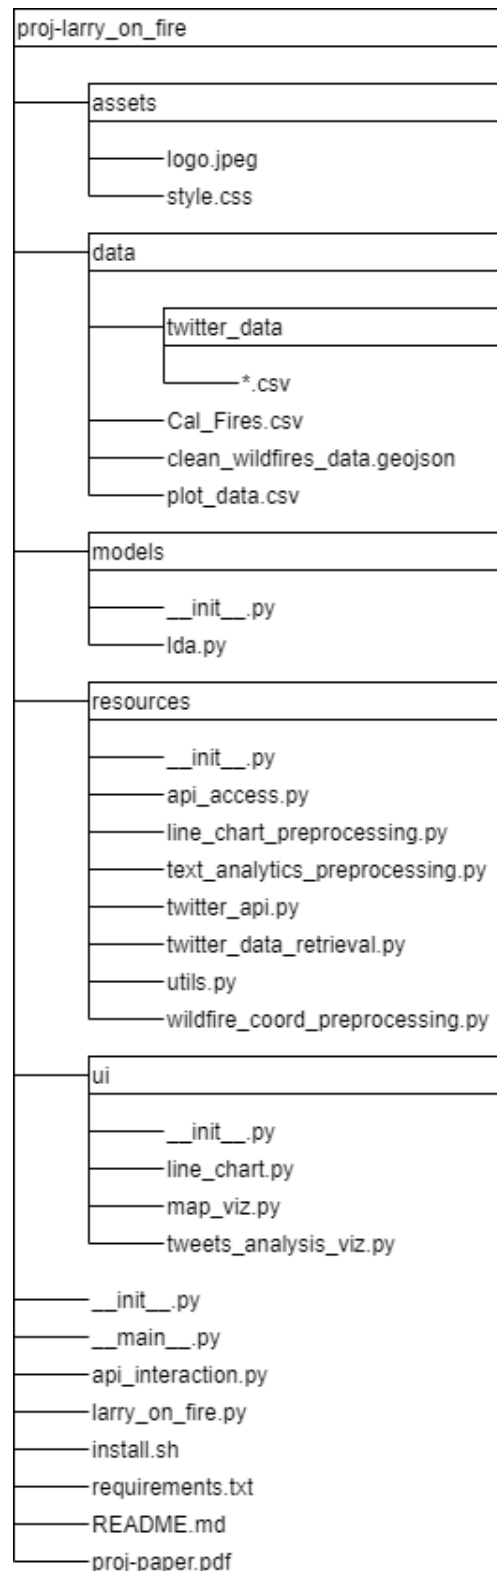 proj-larry_on_fire
assets
logo.jpeg
style.css
data
twitter_data
*.csv
Cal_Fires.csv
clean_wildfires_data.geojson
plot_data.csv
models
__init__.py
lda.py
resources
__init__.py
api_access.py
line_chart_preprocessing.py
text_analytics_preprocessing.py
twitter_api.py
twitter_data_retrieval.py
utils.py
wildfire_coord_preprocessing.py
ui
__init__.py
line_chart.py
map_viz.py
tweets_analysis_viz.py
__init__.py
__main__.py
api_interaction.py
larry_on_fire.py
install.sh
requirements.txt
README.md
proj-paper.pdf